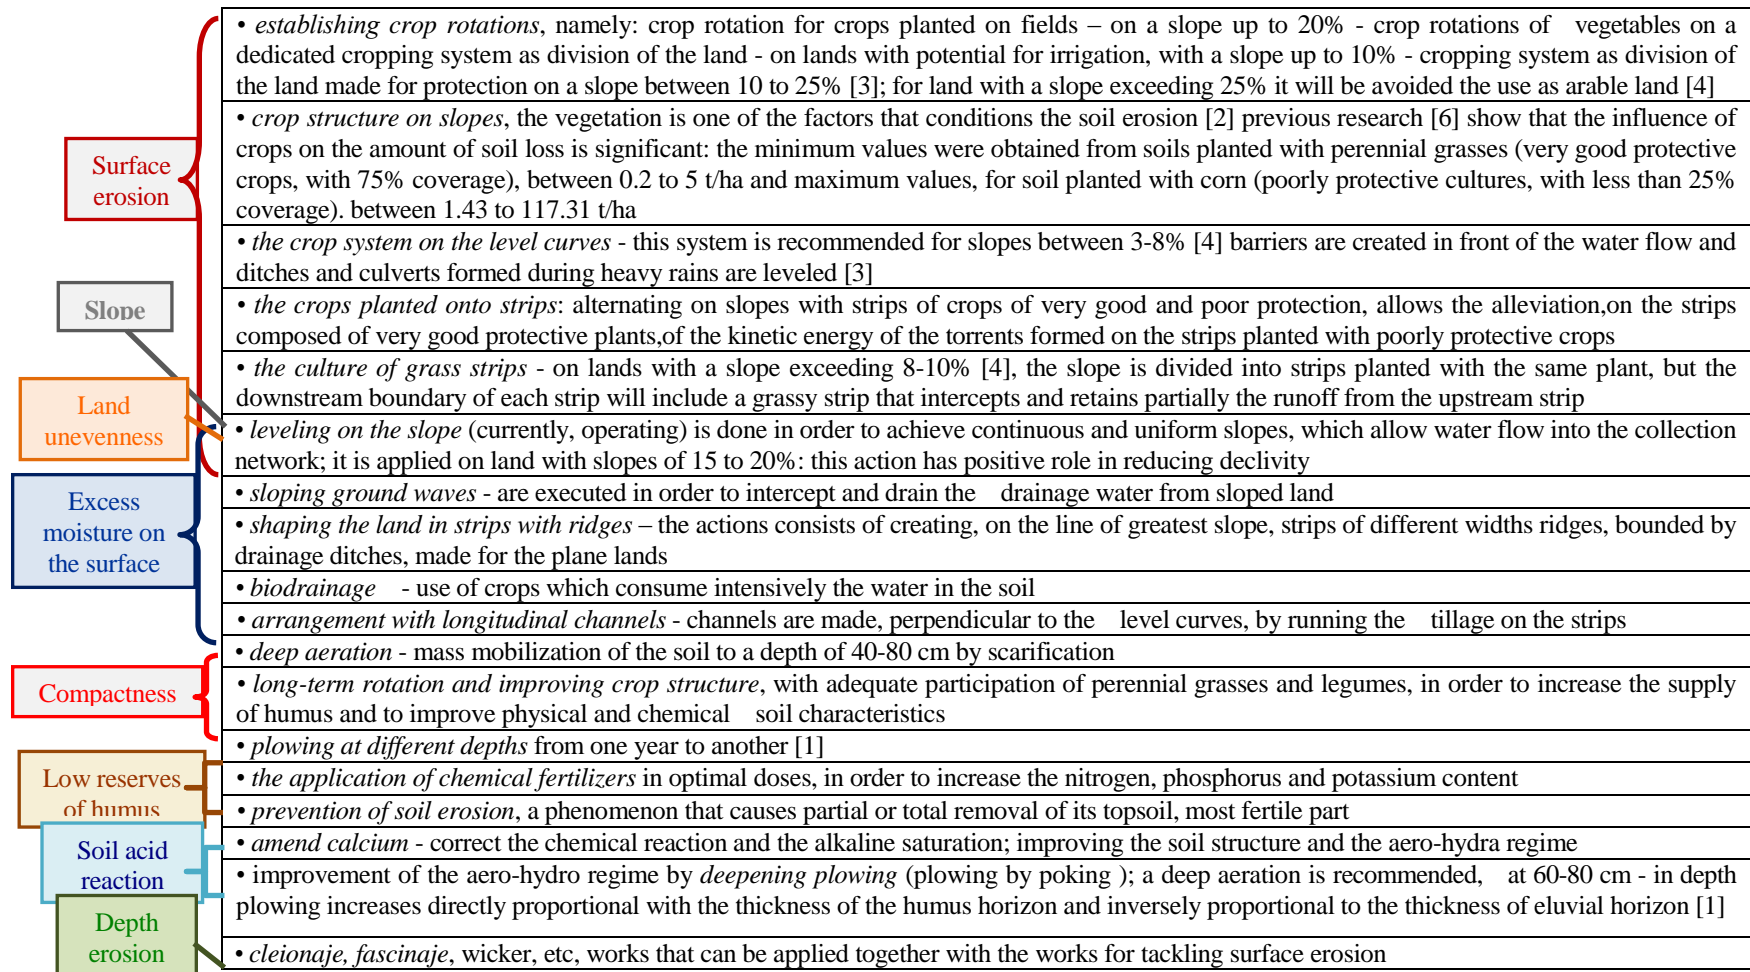 • establishing crop rotations, namely: crop rotation for crops planted on fields – on a slope up to 20% - crop rotations of vegetables on a
dedicated cropping system as division of the land - on lands with potential for irrigation, with a slope up to 10% - cropping system as division of
the land made for protection on a slope between 10 to 25% [3]; for land with a slope exceeding 25% it will be avoided the use as arable land [4]
• crop structure on slopes, the vegetation is one of the factors that conditions the soil erosion [2] previous research [6] show that the influence of
crops on the amount of soil loss is significant: the minimum values were obtained from soils planted with perennial grasses (very good protective
crops, with 75% coverage), between 0.2 to 5 t/ha and maximum values, for soil planted with corn (poorly protective cultures, with less than 25%
coverage). between 1.43 to 117.31 t/ha
Surface
erosion
• the crop system on the level curves - this system is recommended for slopes between 3-8% [4] barriers are created in front of the water flow and
ditches and culverts formed during heavy rains are leveled [3]
Slope
• the crops planted onto strips: alternating on slopes with strips of crops of very good and poor protection, allows the alleviation,on the strips
composed of very good protective plants,of the kinetic energy of the torrents formed on the strips planted with poorly protective crops
• the culture of grass strips - on lands with a slope exceeding 8-10% [4], the slope is divided into strips planted with the same plant, but the
downstream boundary of each strip will include a grassy strip that intercepts and retains partially the runoff from the upstream strip
Land
unevenness
• leveling on the slope (currently, operating) is done in order to achieve continuous and uniform slopes, which allow water flow into the collection
network; it is applied on land with slopes of 15 to 20%: this action has positive role in reducing declivity
• sloping ground waves - are executed in order to intercept and drain the drainage water from sloped land
Excess
moisture on
the surface
• shaping the land in strips with ridges – the actions consists of creating, on the line of greatest slope, strips of different widths ridges, bounded by
drainage ditches, made for the plane lands
• biodrainage - use of crops which consume intensively the water in the soil
• arrangement with longitudinal channels - channels are made, perpendicular to the level curves, by running the tillage on the strips
• deep aeration - mass mobilization of the soil to a depth of 40-80 cm by scarification
Compactness
• long-term rotation and improving crop structure, with adequate participation of perennial grasses and legumes, in order to increase the supply
of humus and to improve physical and chemical soil characteristics
• plowing at different depths from one year to another [1]
Low reserves
of humus
• the application of chemical fertilizers in optimal doses, in order to increase the nitrogen, phosphorus and potassium content
• prevention of soil erosion, a phenomenon that causes partial or total removal of its topsoil, most fertile part
Soil acid
reaction
• amend calcium - correct the chemical reaction and the alkaline saturation; improving the soil structure and the aero-hydra regime
• improvement of the aero-hydro regime by deepening plowing (plowing by poking ); a deep aeration is recommended, at 60-80 cm - in depth
plowing increases directly proportional with the thickness of the humus horizon and inversely proportional to the thickness of eluvial horizon [1]
Depth
erosion
• cleionaje, fascinaje, wicker, etc, works that can be applied together with the works for tackling surface erosion